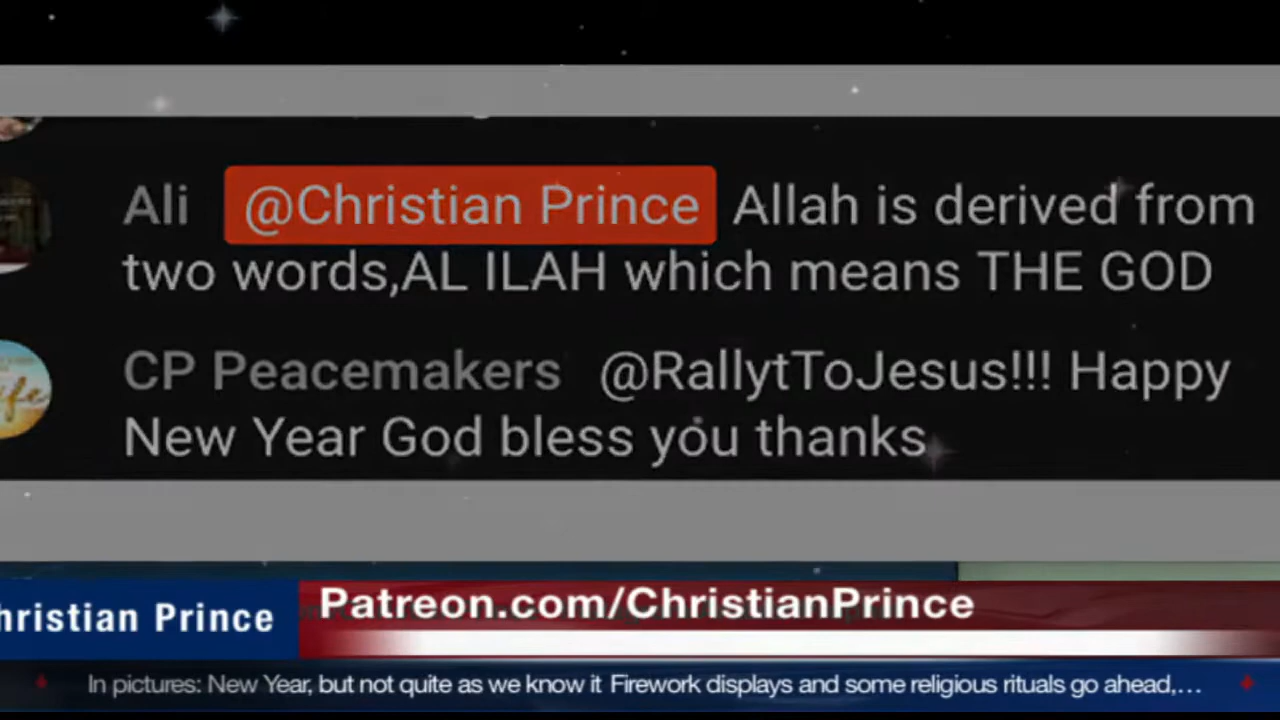 Ali @Christian Prince Allah is derived from
two words,AL ILAH which means THE GOD
CP Peacemakers @RallytToJesus!!! Happy
New Year God bless you thanks
hristian Prince
Patreon.com/ChristianPrince
In pictures: New Year, but not quite as we know it Firework displays and some religious rituals go ahead,…